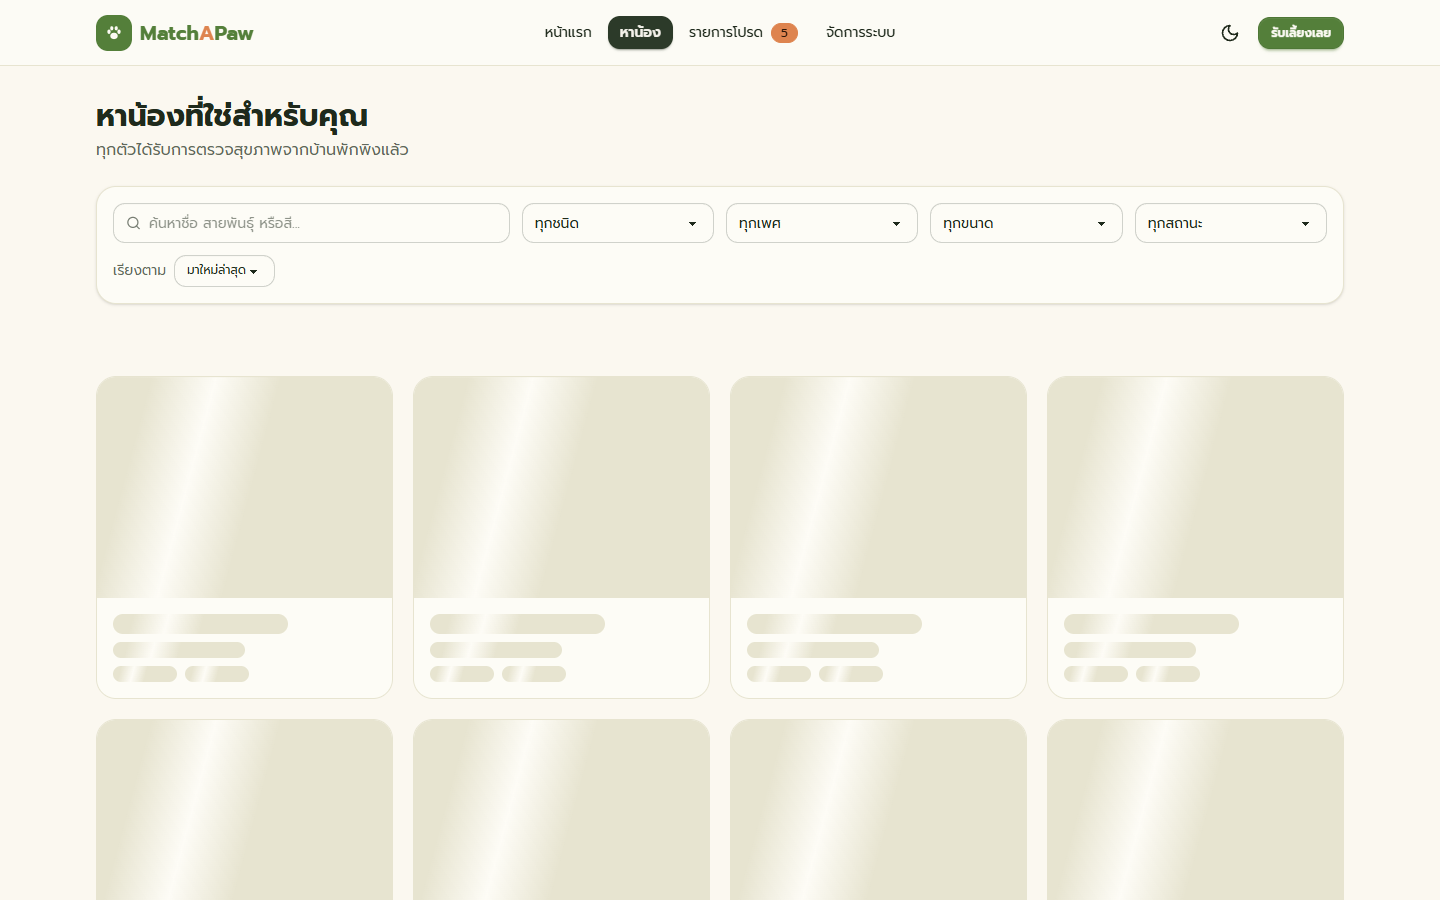 MatchAPaw
หน้าแรก
หาน้อง
รายการโปรด 5
จัดการระบบ
รับเลี้ยงเลย
หาน้องที่ใช่สำหรับคุณ
ทุกตัวได้รับการตรวจสุขภาพจากบ้านพักพิงแล้ว
ค้นหาชื่อ สายพันธุ์ หรือสี...
ทุกชนิด
ทุกเพศ
ทุกขนาด
ทุกสถานะ
เรียงตาม
มาใหม่ล่าสุด